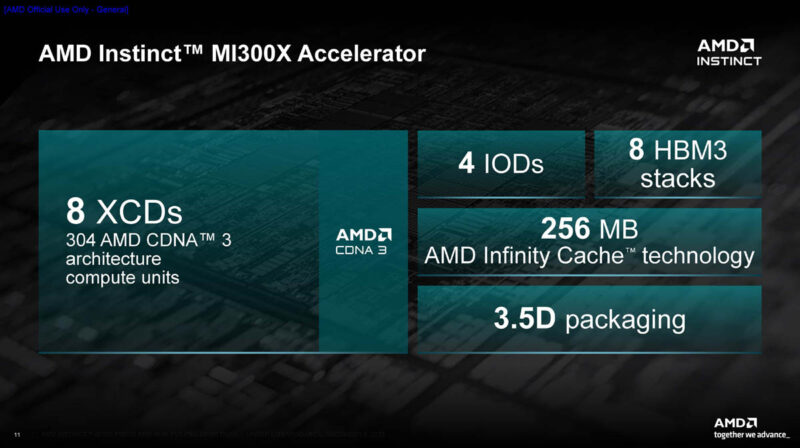 [AMD Official Use Only - General]
AMD Instinct™ MI300X Accelerator
AMD
INSTINCT
8 XCDs
304 AMD CDNA™ 3
architecture
compute units
AMD
CDNA 3
4 IODs
8 HBM3
stacks
256 MB
AMD Infinity Cache™ technology
3.5D packaging
11
AMD
together we advance_